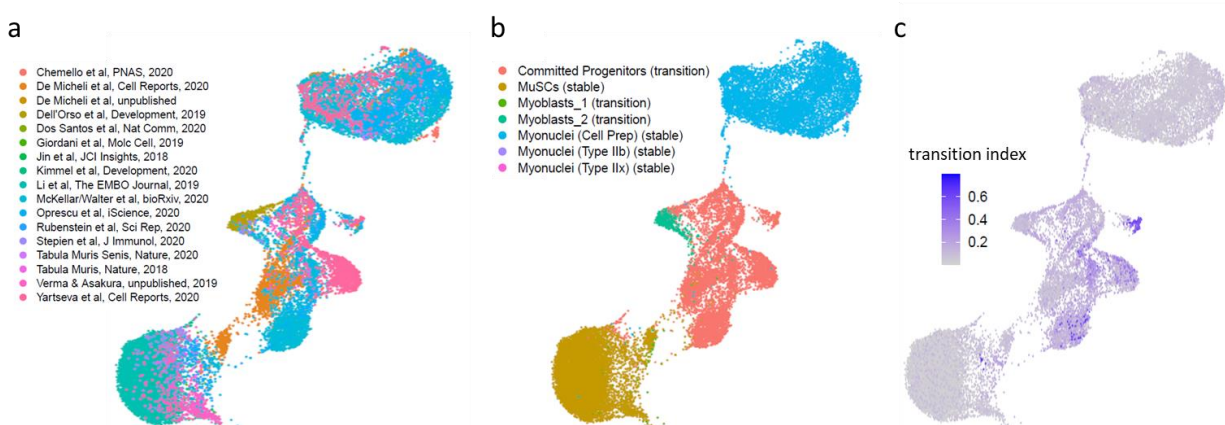 a
Chemello et al, PNAS, 2020
De Micheli et al, Cell Reports, 2020
De Micheli et al, unpublished
Dell'Orso et al, Development, 2019
Dos Santos et al, Nat Comm, 2020
Giordani et al, Molc Cell, 2019
Jin et al, JCI Insights, 2018
Kimmel et al, Development, 2020
Li et al, The EMBO Journal, 2019
McKellar/Walter et al, bioRxiv, 2020
Oprescu et al, iScience, 2020
Rubenstein et al, Sci Rep, 2020
Stepien et al, J Immunol, 2020
Tabula Muris Senis, Nature, 2020
Tabula Muris, Nature, 2018
Verma & Asakura, unpublished, 2019
Yartseva et al, Cell Reports, 2020
b
Committed Progenitors (transition)
MuSCs (stable)
Myoblasts_1 (transition)
Myoblasts_2 (transition)
Myonuclei (Cell Prep) (stable)
Myonuclei (Type IIb) (stable)
Myonuclei (Type IIx) (stable)
c
transition index
0.6
0.4
0.2